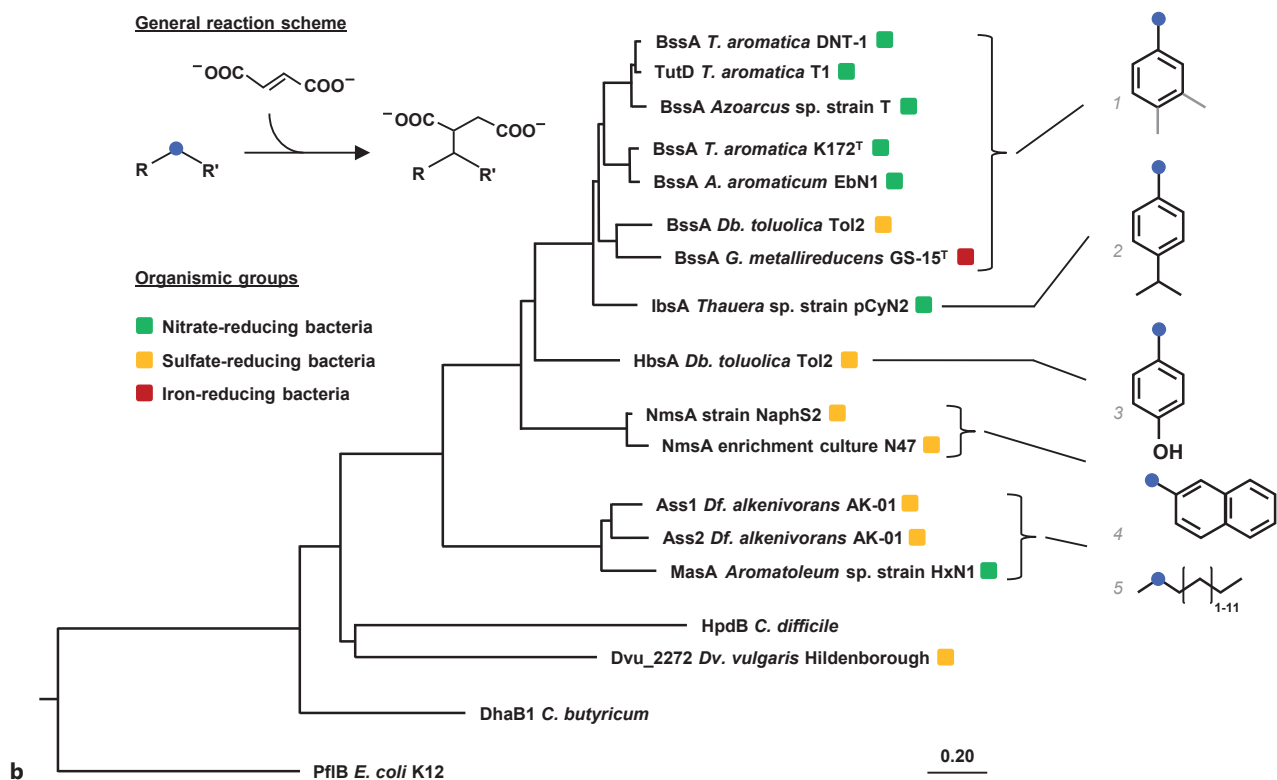 General reaction scheme
⁻OOC
COO⁻
R
R'
⁻OOC
COO⁻
R
R'
Organismic groups
Nitrate-reducing bacteria
Sulfate-reducing bacteria
Iron-reducing bacteria
BssA T. aromatica DNT-1
TutD T. aromatica T1
BssA Azoarcus sp. strain T
BssA T. aromatica K172ᵀ
BssA A. aromaticum EbN1
BssA Db. toluolica Tol2
BssA G. metallireducens GS-15ᵀ
IbsA Thauera sp. strain pCyN2
HbsA Db. toluolica Tol2
NmsA strain NaphS2
NmsA enrichment culture N47
Ass1 Df. alkenivorans AK-01
Ass2 Df. alkenivorans AK-01
MasA Aromatoleum sp. strain HxN1
HpdB C. difficile
Dvu_2272 Dv. vulgaris Hildenborough
DhaB1 C. butyricum
PflB E. coli K12
1
2
3
OH
4
5
1-11
0.20
b